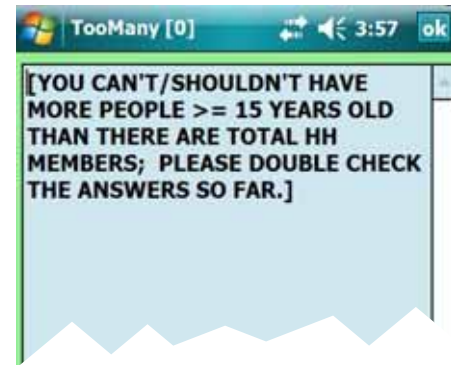 TooMany [0] 3:57 ok
[YOU CAN'T/SHOULDN'T HAVE
MORE PEOPLE >= 15 YEARS OLD
THAN THERE ARE TOTAL HH
MEMBERS;  PLEASE DOUBLE CHECK
THE ANSWERS SO FAR.]